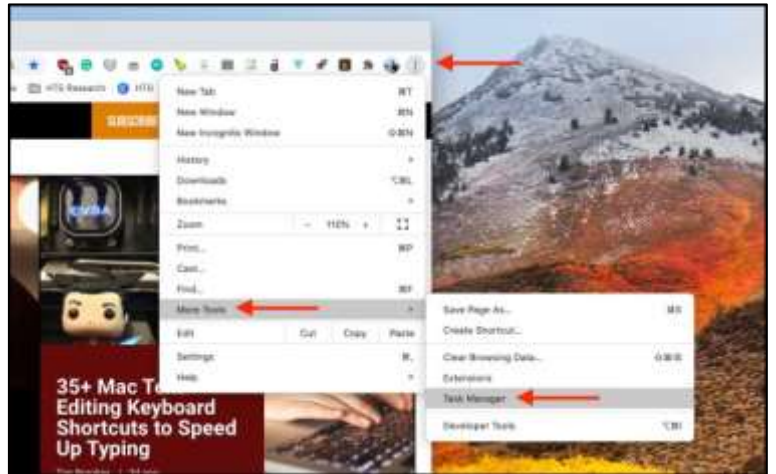 HTG Research HTG
SUBSCRIBE
New Tab ⌘T
New Window ⌘N
New Incognito Window ⇧⌘N
History
Downloads ⌥⌘L
Bookmarks
Zoom - 110% +
Print... ⌘P
Cast...
Find... ⌘F
More Tools
Edit Cut Copy Paste
Settings ⌘,
Help
Save Page As... ⌘S
Create Shortcut...
Clear Browsing Data... ⇧⌘⌫
Extensions
Task Manager
Developer Tools ⌥⌘I
35+ Mac Te
Editing Keyboard
Shortcuts to Speed
Up Typing